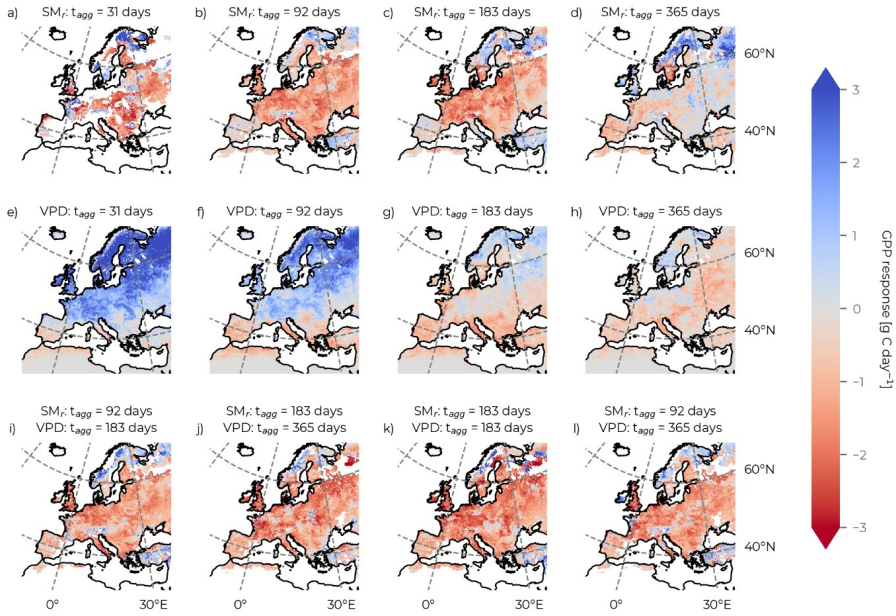 a) SMr: tagg = 31 days
b) SMr: tagg = 92 days
c) SMr: tagg = 183 days
d) SMr: tagg = 365 days
60°N
40°N
e) VPD: tagg = 31 days
f) VPD: tagg = 92 days
g) VPD: tagg = 183 days
h) VPD: tagg = 365 days
60°N
40°N
SMr: tagg = 92 days
i) VPD: tagg = 183 days
SMr: tagg = 183 days
j) VPD: tagg = 365 days
SMr: tagg = 183 days
k) VPD: tagg = 183 days
SMr: tagg = 92 days
l) VPD: tagg = 365 days
60°N
40°N
0° 30°E
0° 30°E
0° 30°E
0° 30°E
3
2
1
0
−1
−2
−3
GPP response [g C day⁻¹]